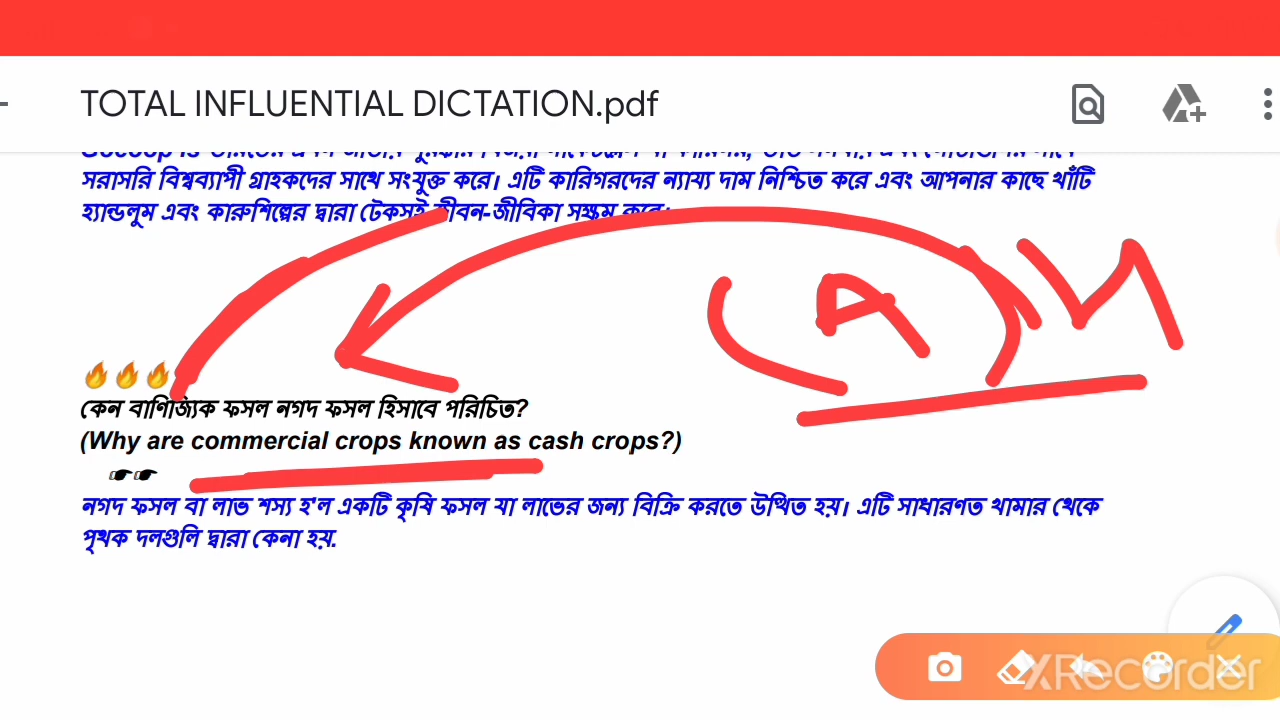 TOTAL INFLUENTIAL DICTATION.pdf
সরাসরি বিশ্বব্যাপী গ্রাহকদের সাথে সংযুক্ত করে। এটি কারিগরদের ন্যায্য দাম নিশ্চিত করে এবং আপনার কাছে খাঁটি
হ্যান্ডলুম এবং কারুশিল্পের দ্বারা টেকসই জীবন-জীবিকা সক্ষম করে।
কেন বাণিজ্যিক ফসল নগদ ফসল হিসাবে পরিচিত?
(Why are commercial crops known as cash crops?)
নগদ ফসল বা লাভ শস্য হ'ল একটি কৃষি ফসল যা লাভের জন্য বিক্রি করতে উত্থিত হয়। এটি সাধারণত খামার থেকে
পৃথক দলগুলি দ্বারা কেনা হয়.
XRecorder